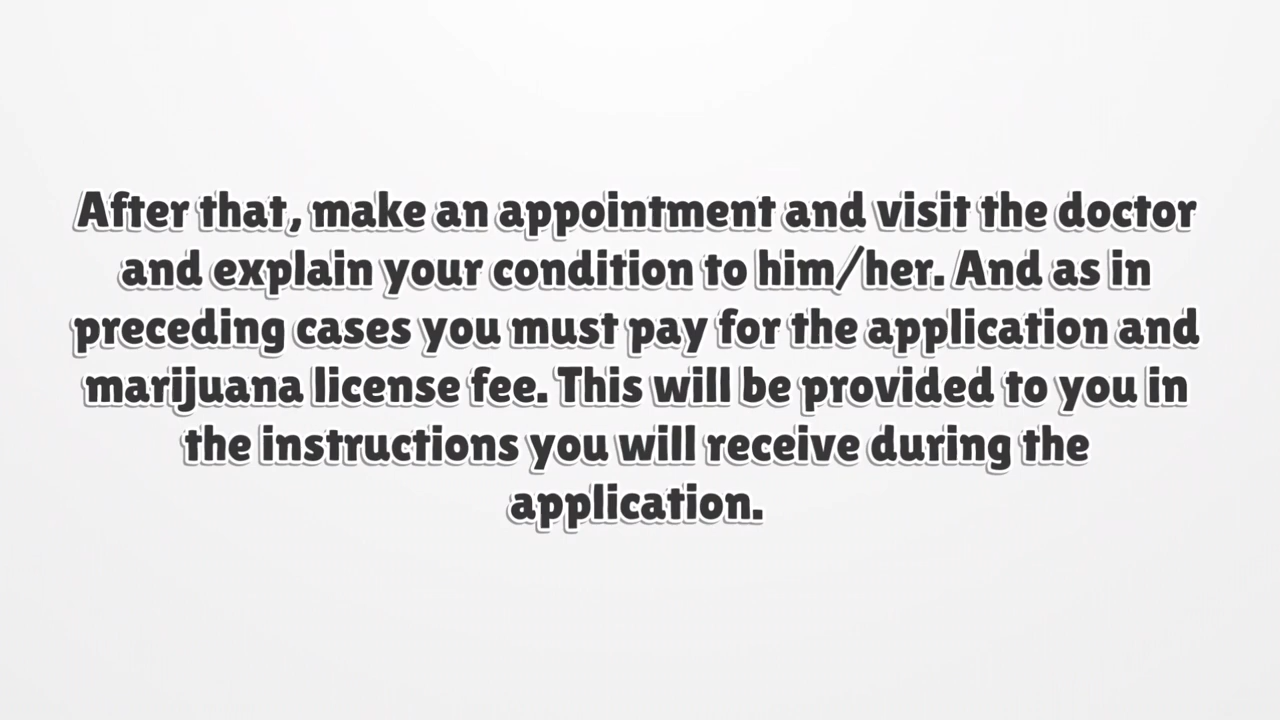 After that, make an appointment and visit the doctor
and explain your condition to him/her. And as in
preceding cases you must pay for the application and
marijuana license fee. This will be provided to you in
the instructions you will receive during the
application.